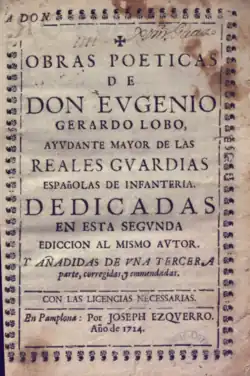 A DON
✠
OBRAS POETICAS
DE
DON EVGENIO
GERARDO LOBO,
AYVDANTE MAYOR DE LAS
REALES GVARDIAS
ESPAñOLAS DE INFANTERIA.
DEDICADAS
EN ESTA SEGVNDA
EDICCION AL MISMO AVTOR,
Y AñADIDAS DE VNA TERCERA
parte, corregidas y enmendadas.
CON LAS LICENCIAS NECESSARIAS.
En Pamplona: Por JOSEPH EZQVERRO.
Año de 1724.